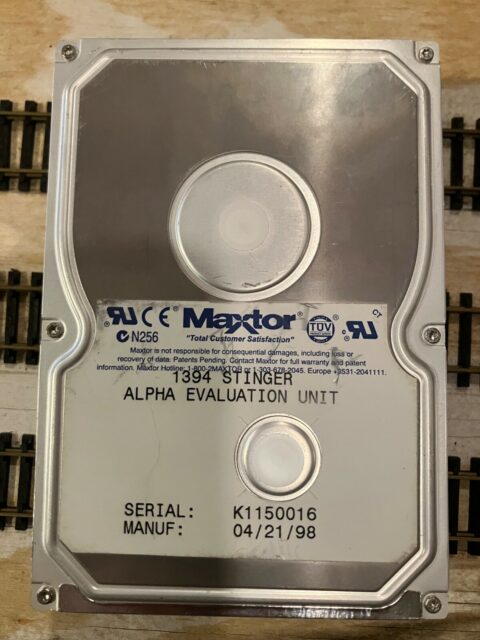 CE Maxtor TÜV CT
N256 "Total Customer Satisfaction"
Maxtor is not responsible for consequential damages, including loss or
recovery of data. Patents Pending. Contact Maxtor for full warranty and patent
information. Maxtor Hotline: 1-800-2MAXTOR or 1-303-678-2045. Europe +3531-2041111.
1394 STINGER
ALPHA EVALUATION UNIT
SERIAL: K1150016
MANUF: 04/21/98